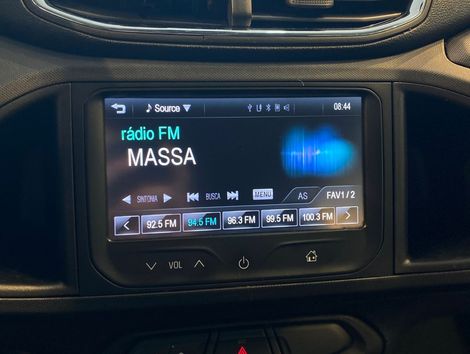 ♪ Source ▼ 08:44
rádio FM
MASSA
◀ SINTONIA ▶ BUSCA MENU AS FAV1 / 2
< 92.5 FM 94.5 FM 96.3 FM 99.5 FM 100.3 FM >
VOL